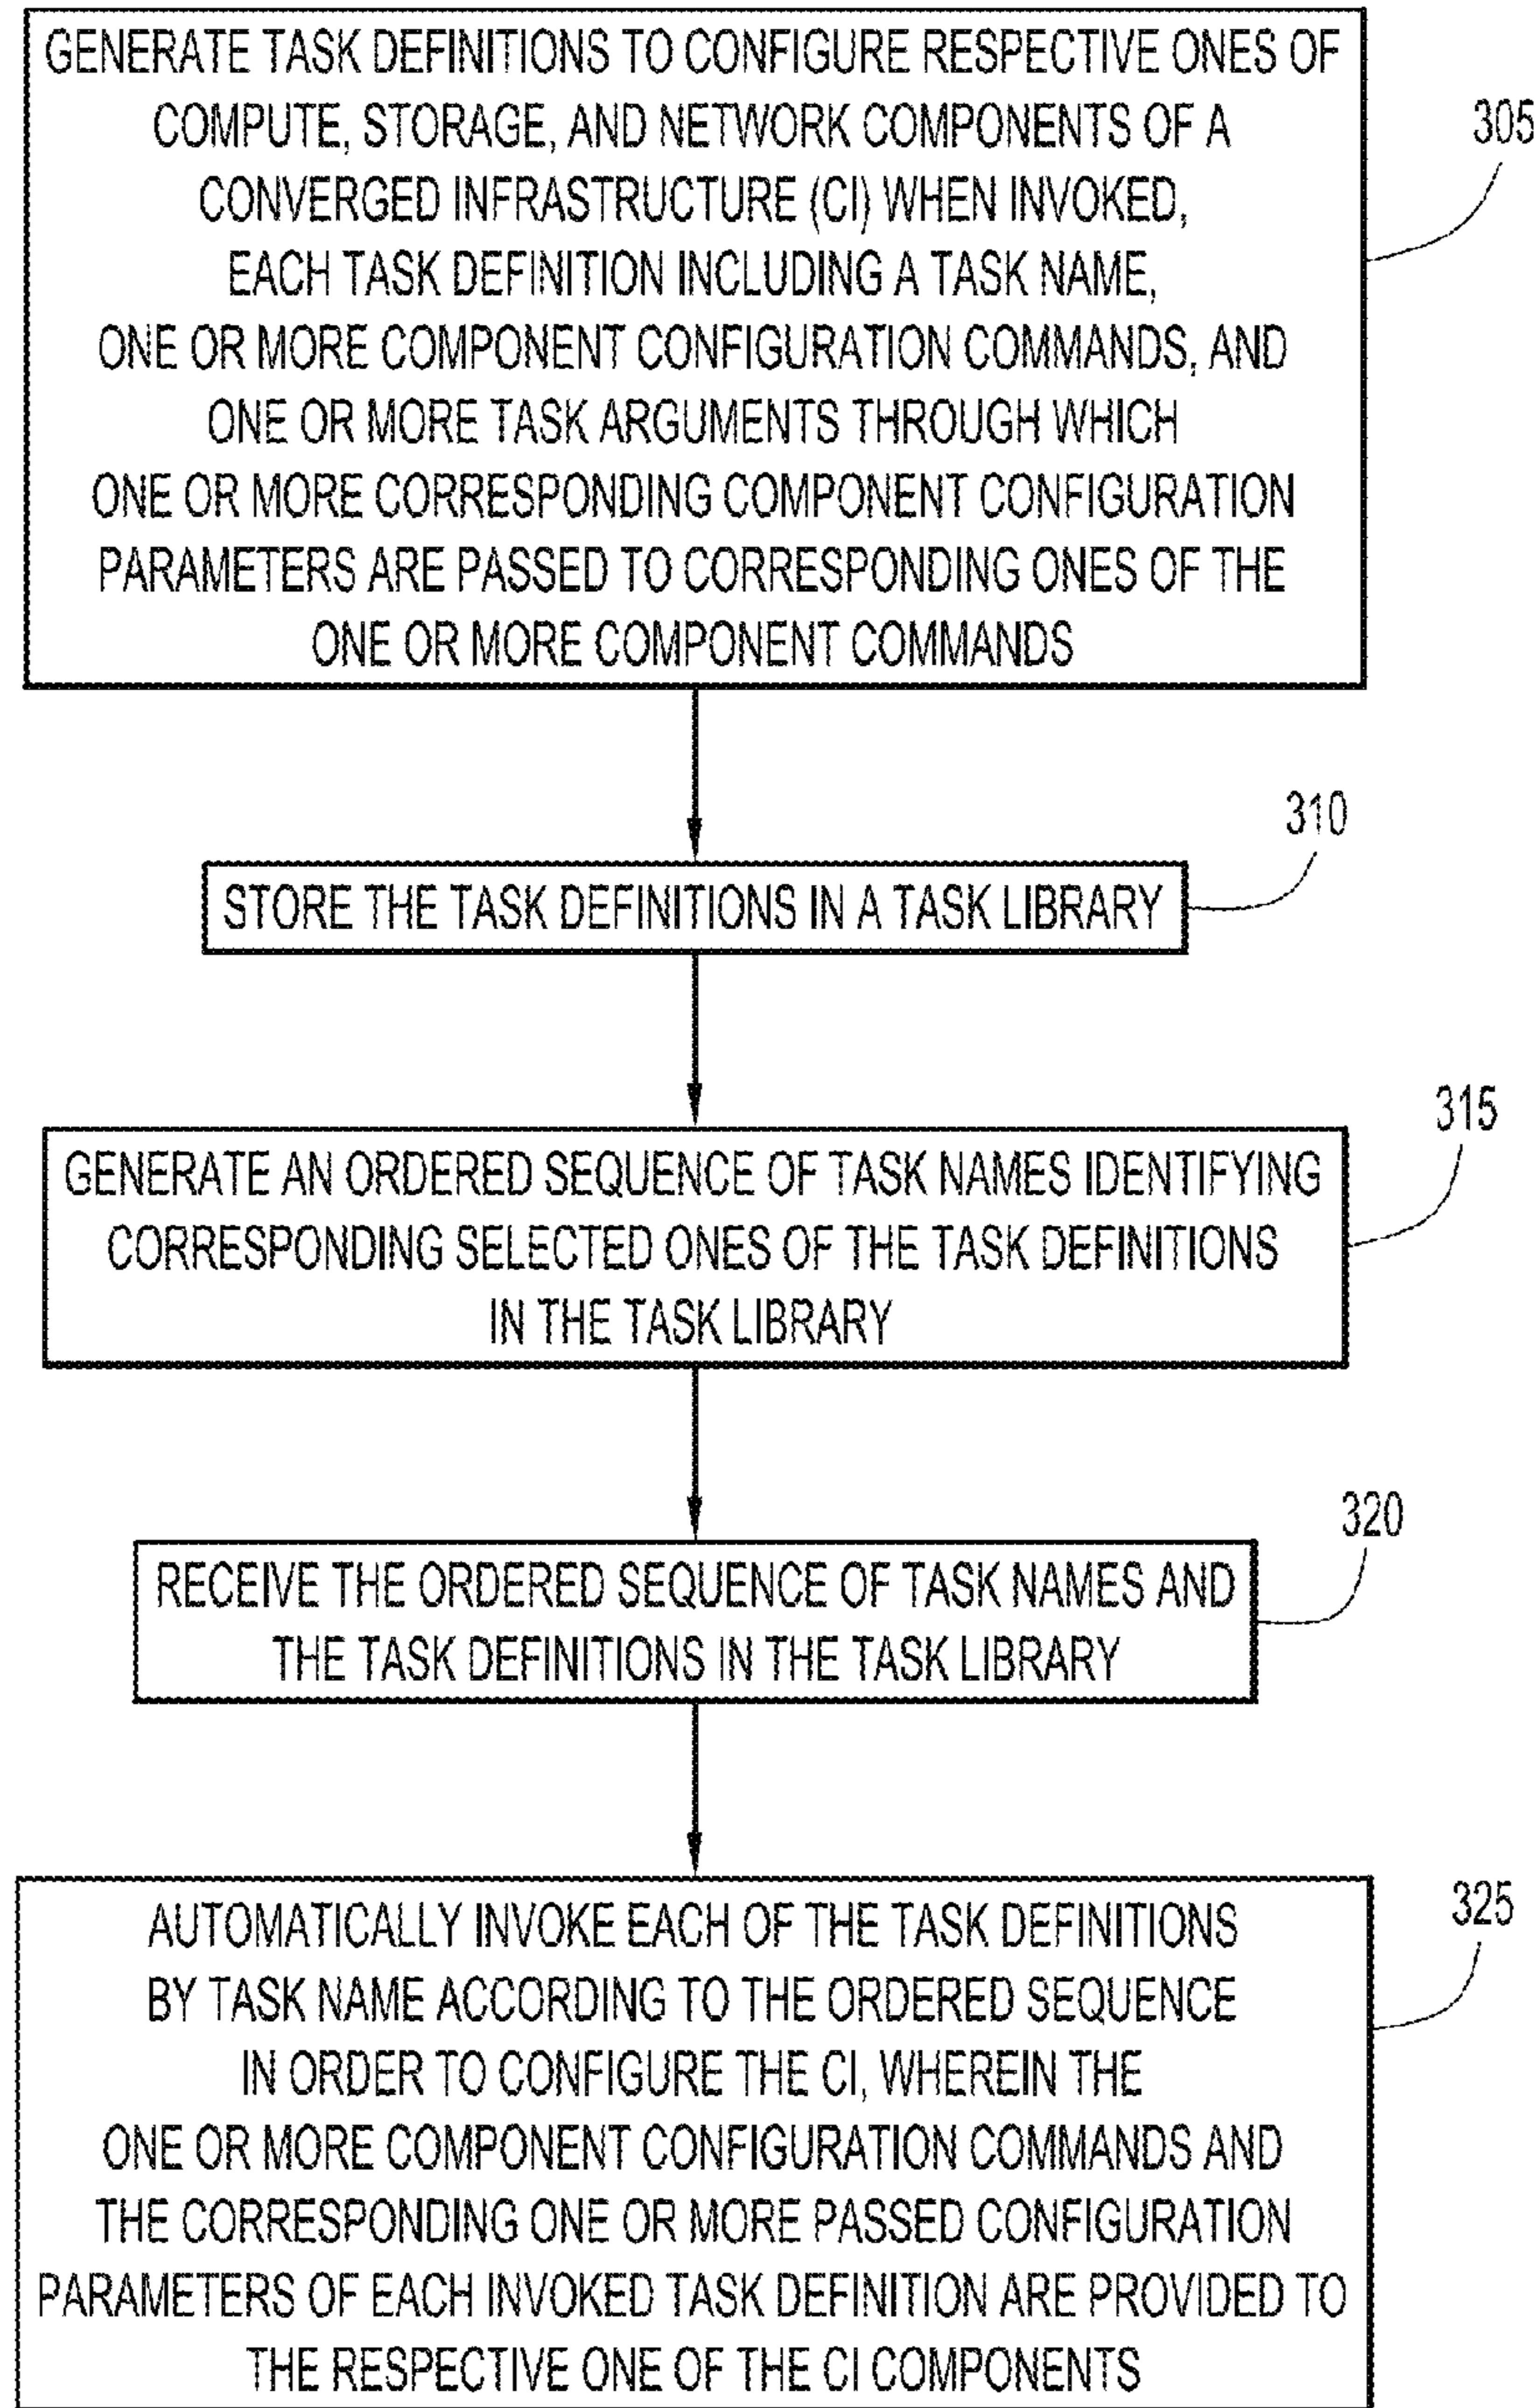 GENERATE TASK DEFINITIONS TO CONFIGURE RESPECTIVE ONES OF
COMPUTE, STORAGE, AND NETWORK COMPONENTS OF A
CONVERGED INFRASTRUCTURE (CI) WHEN INVOKED,
EACH TASK DEFINITION INCLUDING A TASK NAME,
ONE OR MORE COMPONENT CONFIGURATION COMMANDS, AND
ONE OR MORE TASK ARGUMENTS THROUGH WHICH
ONE OR MORE CORRESPONDING COMPONENT CONFIGURATION
PARAMETERS ARE PASSED TO CORRESPONDING ONES OF THE
ONE OR MORE COMPONENT COMMANDS
305
310
STORE THE TASK DEFINITIONS IN A TASK LIBRARY
315
GENERATE AN ORDERED SEQUENCE OF TASK NAMES IDENTIFYING
CORRESPONDING SELECTED ONES OF THE TASK DEFINITIONS
IN THE TASK LIBRARY
320
RECEIVE THE ORDERED SEQUENCE OF TASK NAMES AND
THE TASK DEFINITIONS IN THE TASK LIBRARY
325
AUTOMATICALLY INVOKE EACH OF THE TASK DEFINITIONS
BY TASK NAME ACCORDING TO THE ORDERED SEQUENCE
IN ORDER TO CONFIGURE THE CI, WHEREIN THE
ONE OR MORE COMPONENT CONFIGURATION COMMANDS AND
THE CORRESPONDING ONE OR MORE PASSED CONFIGURATION
PARAMETERS OF EACH INVOKED TASK DEFINITION ARE PROVIDED TO
THE RESPECTIVE ONE OF THE CI COMPONENTS